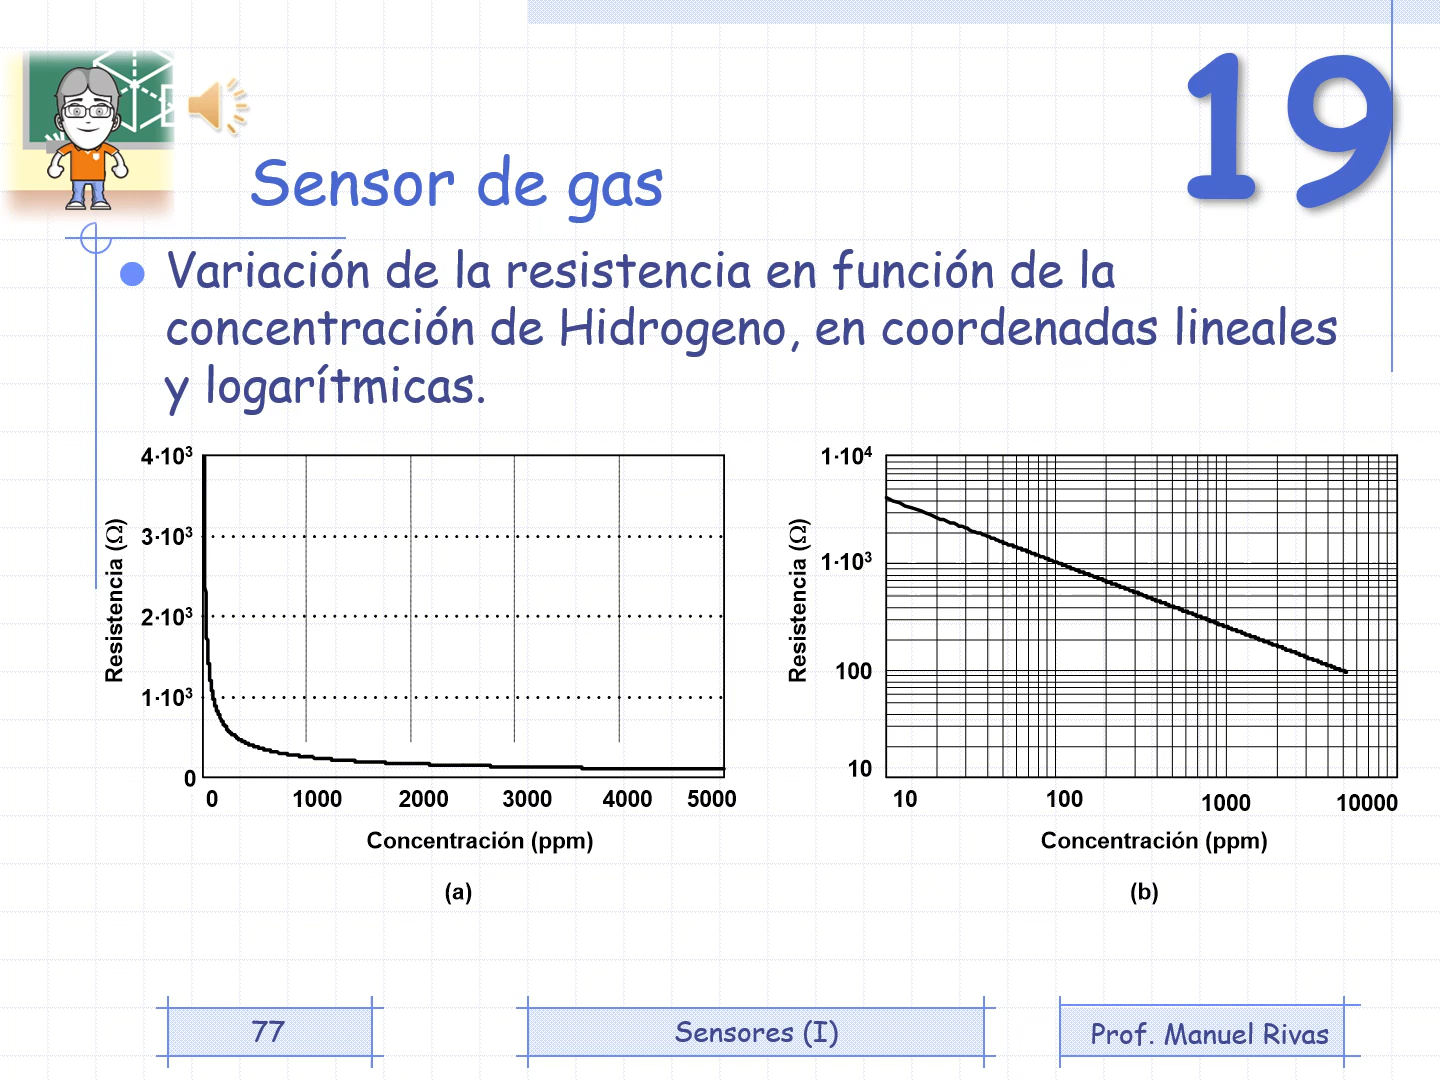 19
Sensor de gas
Variación de la resistencia en función de la
concentración de Hidrogeno, en coordenadas lineales
y logarítmicas.
4·10³
3·10³
2·10³
1·10³
0
Resistencia (Ω)
0 1000 2000 3000 4000 5000
Concentración (ppm)
(a)
1·10⁴
1·10³
100
10
Resistencia (Ω)
10 100 1000 10000
Concentración (ppm)
(b)
77
Sensores (I)
Prof. Manuel Rivas